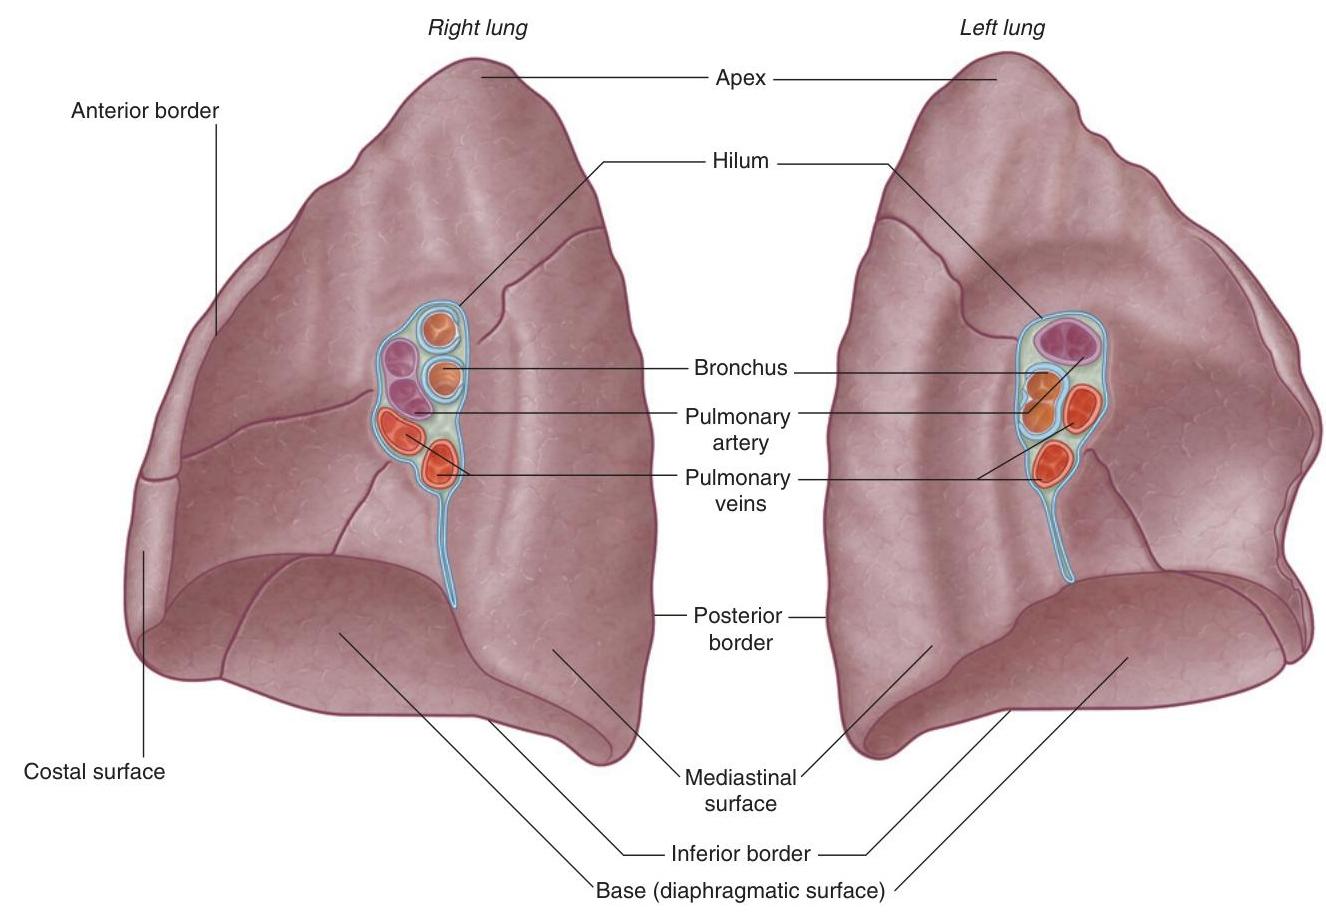 Right lung
Left lung
Apex
Anterior border
Hilum
Bronchus
Pulmonary
artery
Pulmonary
veins
Posterior
border
Costal surface
Mediastinal
surface
Inferior border
Base (diaphragmatic surface)